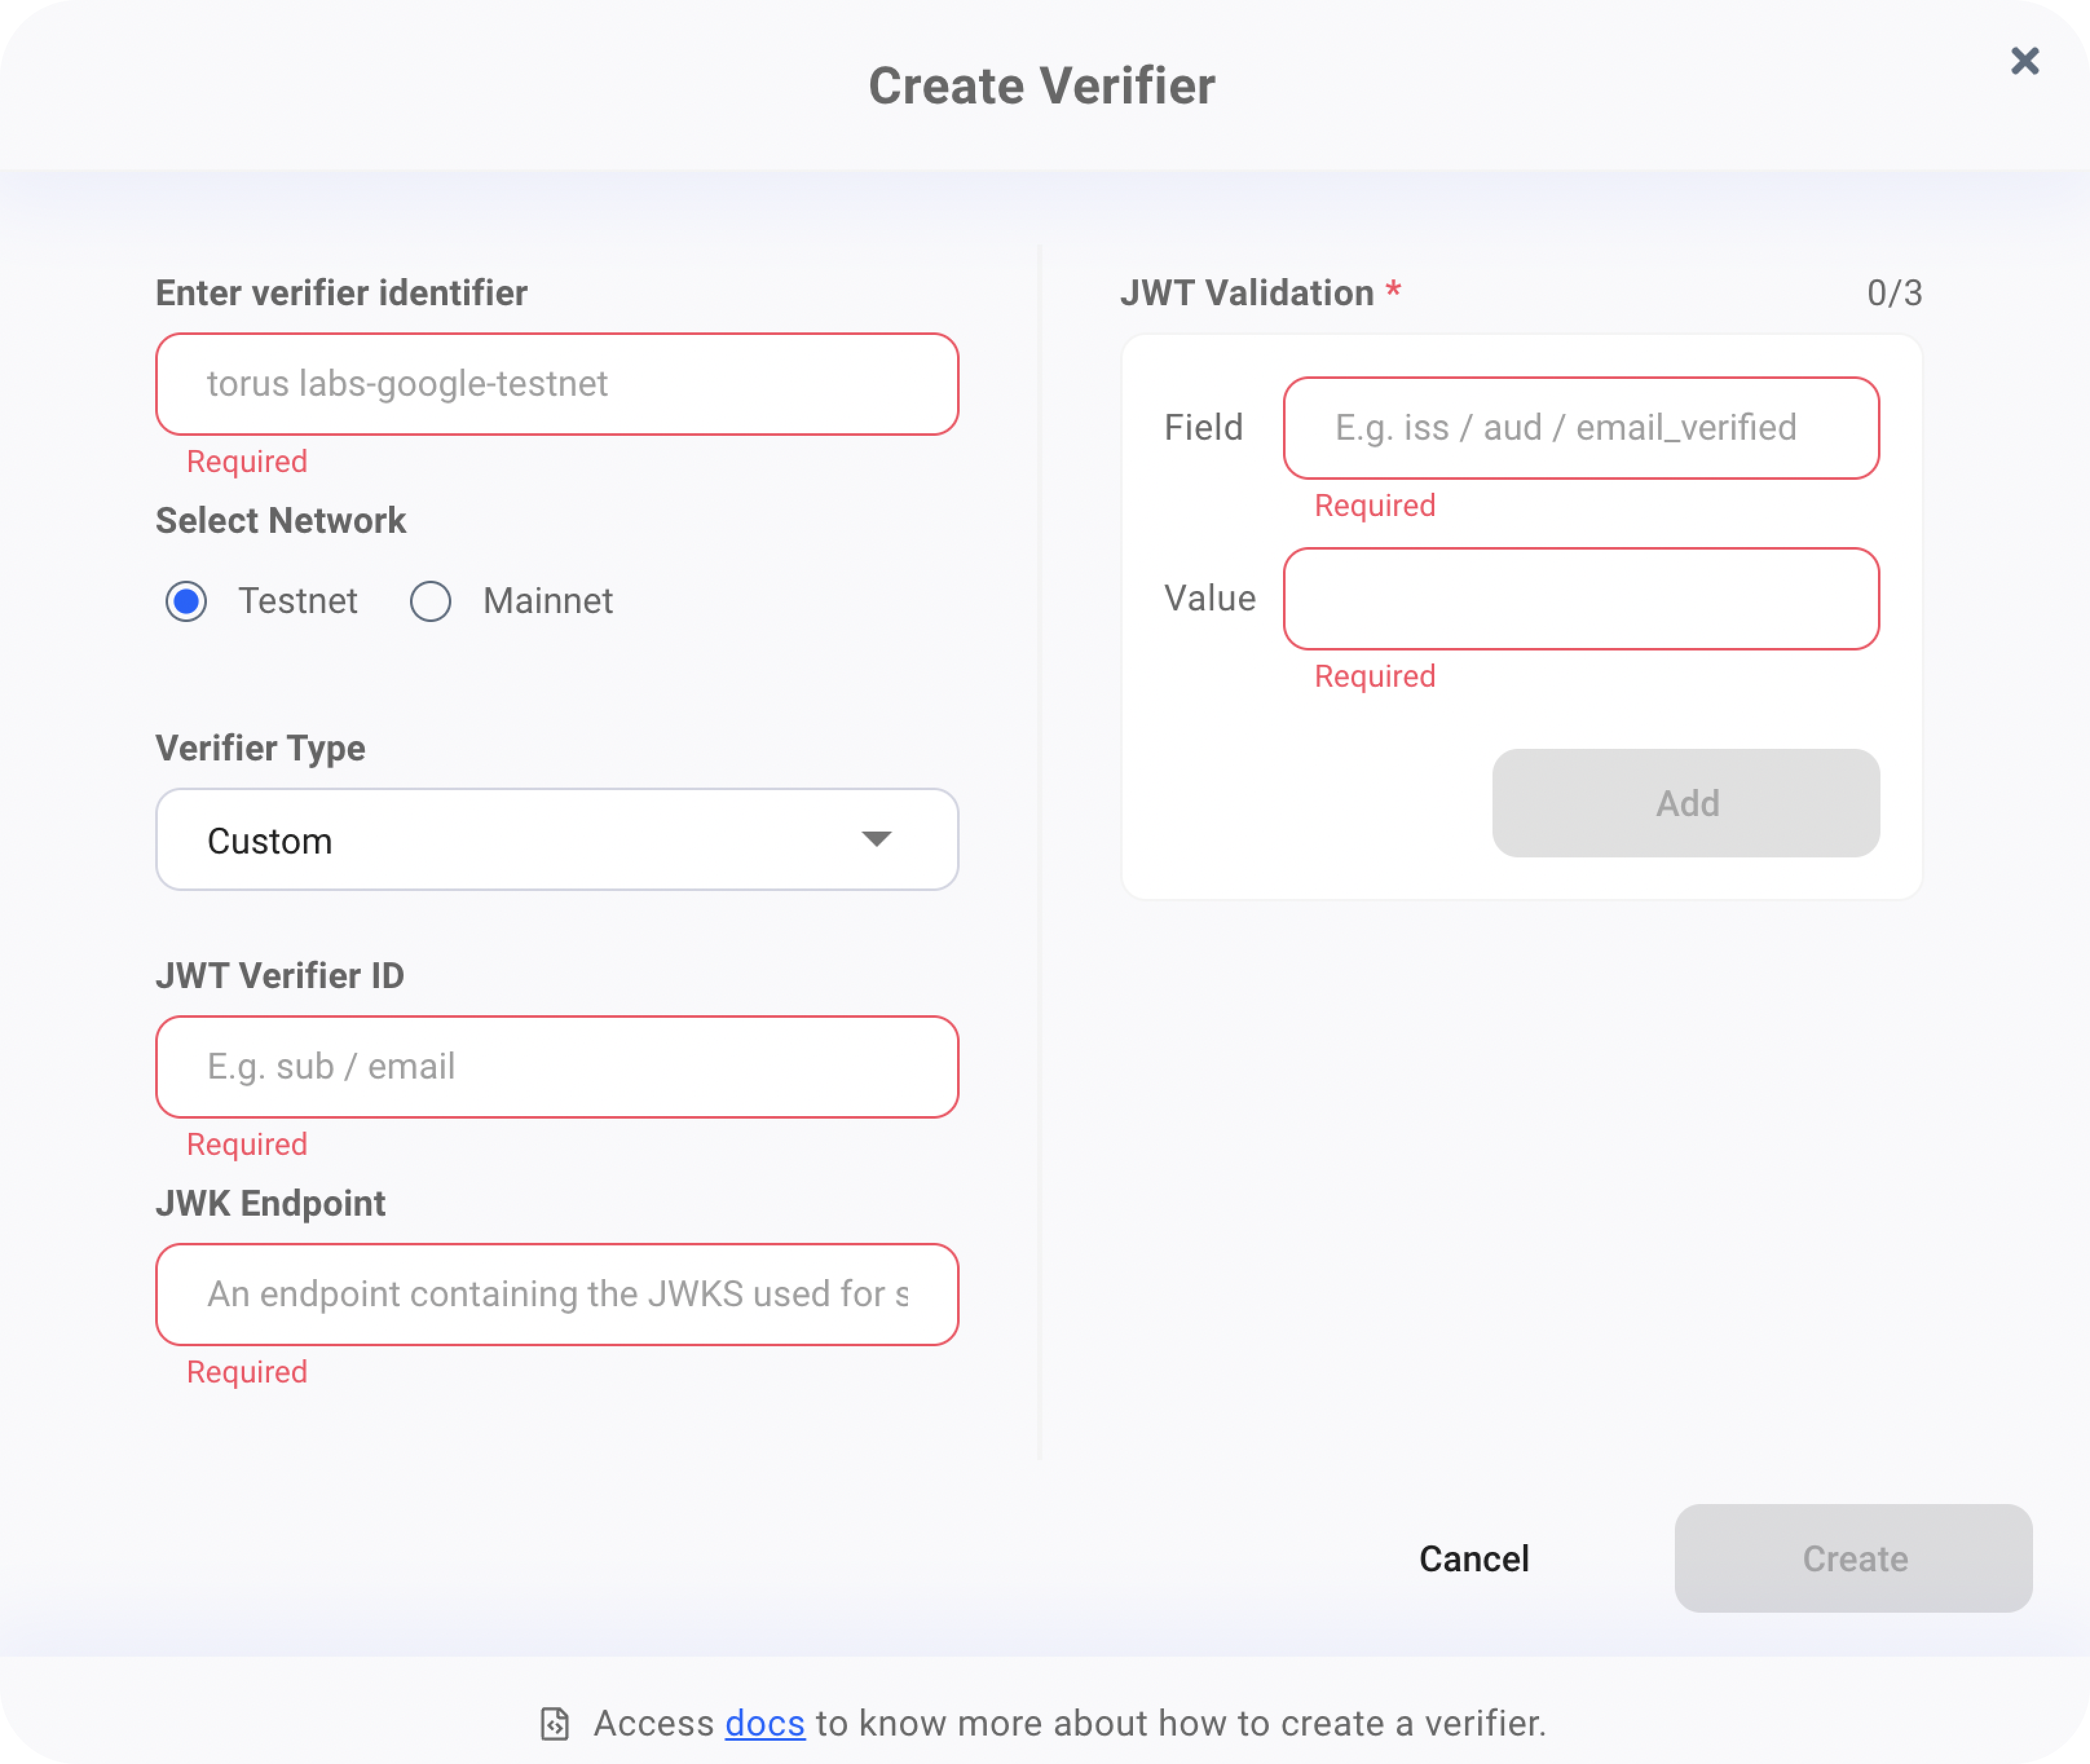 Create Verifier
Enter verifier identifier
torus labs-google-testnet
Required
Select Network
Testnet
Mainnet
Verifier Type
Custom
JWT Verifier ID
E.g. sub / email
Required
JWK Endpoint
An endpoint containing the JWKS used for s
Required
JWT Validation *
0/3
Field
E.g. iss / aud / email_verified
Required
Value
Required
Add
Cancel
Create
Access docs to know more about how to create a verifier.